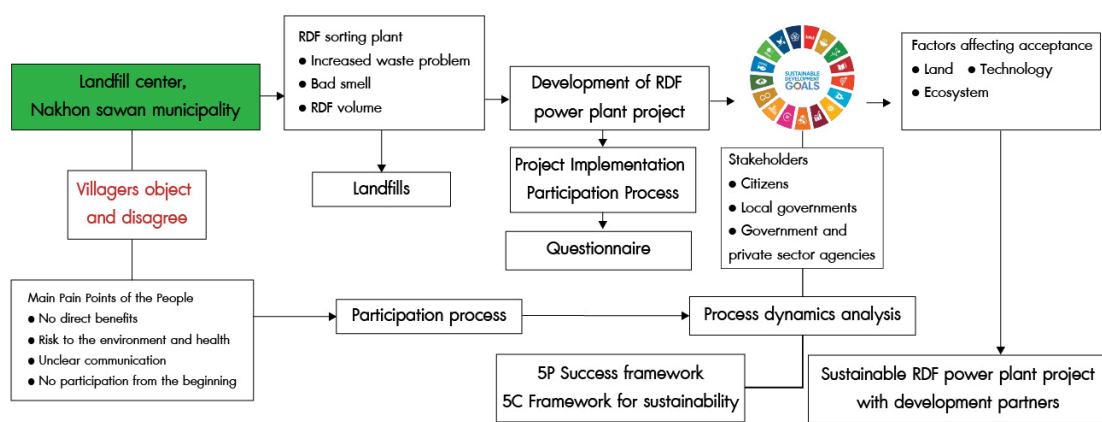 Landfill center,
Nakhon sawan municipality
RDF sorting plant
● Increased waste problem
● Bad smell
● RDF volume
Landfills
Development of RDF
power plant project
Project Implementation
Participation Process
Questionnaire
SUSTAINABLE
DEVELOPMENT
GOALS
Stakeholders
● Citizens
● Local governments
● Government and
private sector agencies
Factors affecting acceptance
● Land ● Technology
● Ecosystem
Villagers object
and disagree
Main Pain Points of the People
● No direct benefits
● Risk to the environment and health
● Unclear communication
● No participation from the beginning
Participation process
Process dynamics analysis
5P Success framework
5C Framework for sustainability
Sustainable RDF power plant project
with development partners